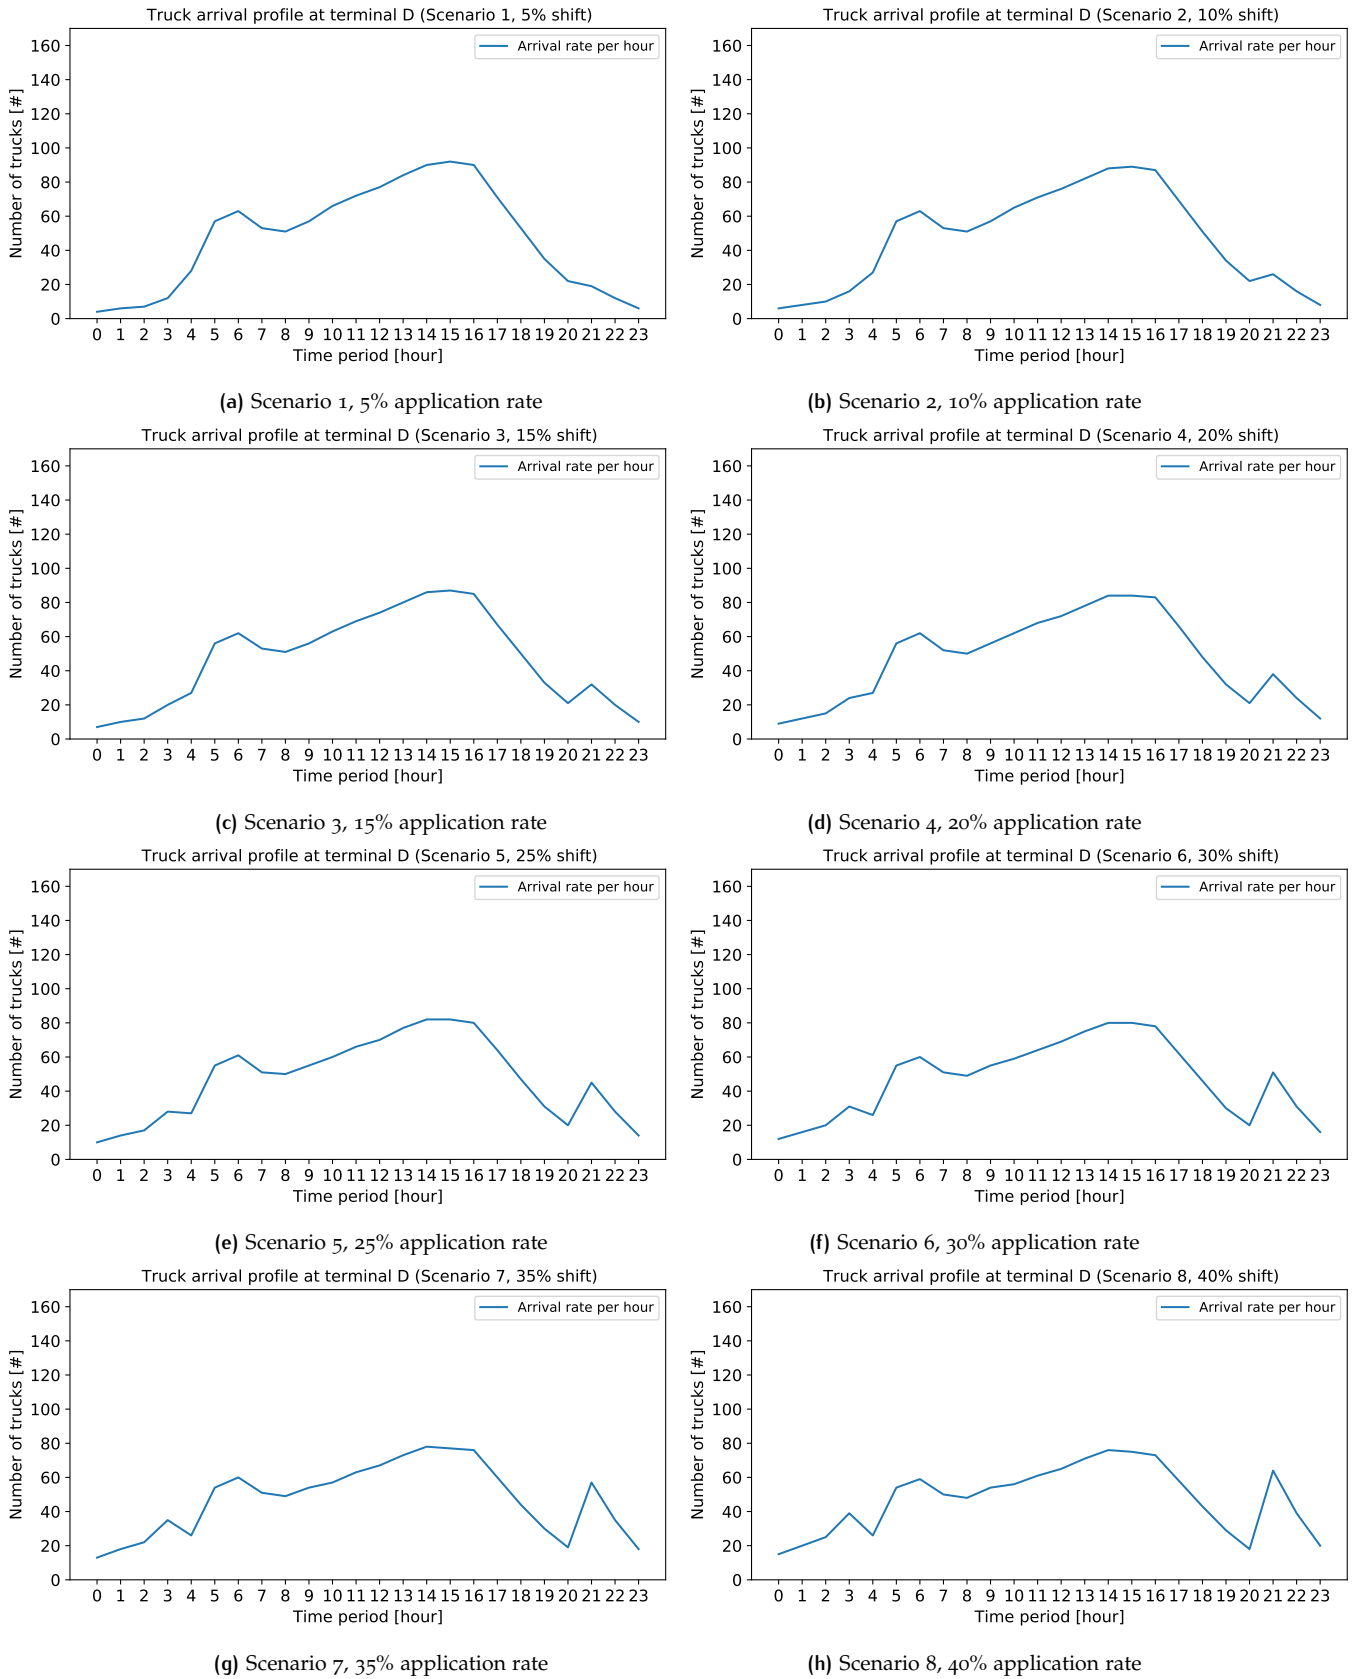 Truck arrival profile at terminal D (Scenario 1, 5% shift)
Arrival rate per hour
Number of trucks [#]
160
140
120
100
80
60
40
20
0
0 1 2 3 4 5 6 7 8 9 10 11 12 13 14 15 16 17 18 19 20 21 22 23
Time period [hour]
(a) Scenario 1, 5% application rate
Truck arrival profile at terminal D (Scenario 2, 10% shift)
Arrival rate per hour
Number of trucks [#]
160
140
120
100
80
60
40
20
0
0 1 2 3 4 5 6 7 8 9 10 11 12 13 14 15 16 17 18 19 20 21 22 23
Time period [hour]
(b) Scenario 2, 10% application rate
Truck arrival profile at terminal D (Scenario 3, 15% shift)
Arrival rate per hour
Number of trucks [#]
160
140
120
100
80
60
40
20
0
0 1 2 3 4 5 6 7 8 9 10 11 12 13 14 15 16 17 18 19 20 21 22 23
Time period [hour]
(c) Scenario 3, 15% application rate
Truck arrival profile at terminal D (Scenario 4, 20% shift)
Arrival rate per hour
Number of trucks [#]
160
140
120
100
80
60
40
20
0
0 1 2 3 4 5 6 7 8 9 10 11 12 13 14 15 16 17 18 19 20 21 22 23
Time period [hour]
(d) Scenario 4, 20% application rate
Truck arrival profile at terminal D (Scenario 5, 25% shift)
Arrival rate per hour
Number of trucks [#]
160
140
120
100
80
60
40
20
0
0 1 2 3 4 5 6 7 8 9 10 11 12 13 14 15 16 17 18 19 20 21 22 23
Time period [hour]
(e) Scenario 5, 25% application rate
Truck arrival profile at terminal D (Scenario 6, 30% shift)
Arrival rate per hour
Number of trucks [#]
160
140
120
100
80
60
40
20
0
0 1 2 3 4 5 6 7 8 9 10 11 12 13 14 15 16 17 18 19 20 21 22 23
Time period [hour]
(f) Scenario 6, 30% application rate
Truck arrival profile at terminal D (Scenario 7, 35% shift)
Arrival rate per hour
Number of trucks [#]
160
140
120
100
80
60
40
20
0
0 1 2 3 4 5 6 7 8 9 10 11 12 13 14 15 16 17 18 19 20 21 22 23
Time period [hour]
(g) Scenario 7, 35% application rate
Truck arrival profile at terminal D (Scenario 8, 40% shift)
Arrival rate per hour
Number of trucks [#]
160
140
120
100
80
60
40
20
0
0 1 2 3 4 5 6 7 8 9 10 11 12 13 14 15 16 17 18 19 20 21 22 23
Time period [hour]
(h) Scenario 8, 40% application rate